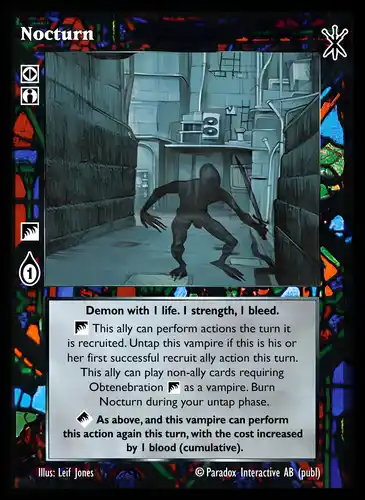 Nocturn
1
Demon with 1 life. 1 strength, 1 bleed.
This ally can perform actions the turn it
is recruited. Untap this vampire if this is his or
her first successful recruit ally action this turn.
This ally can play non-ally cards requiring
Obtenebration as a vampire. Burn
Nocturn during your untap phase.
As above, and this vampire can perform
this action again this turn, with the cost increased
by 1 blood (cumulative).
Illus: Leif Jones © Paradox Interactive AB (publ)